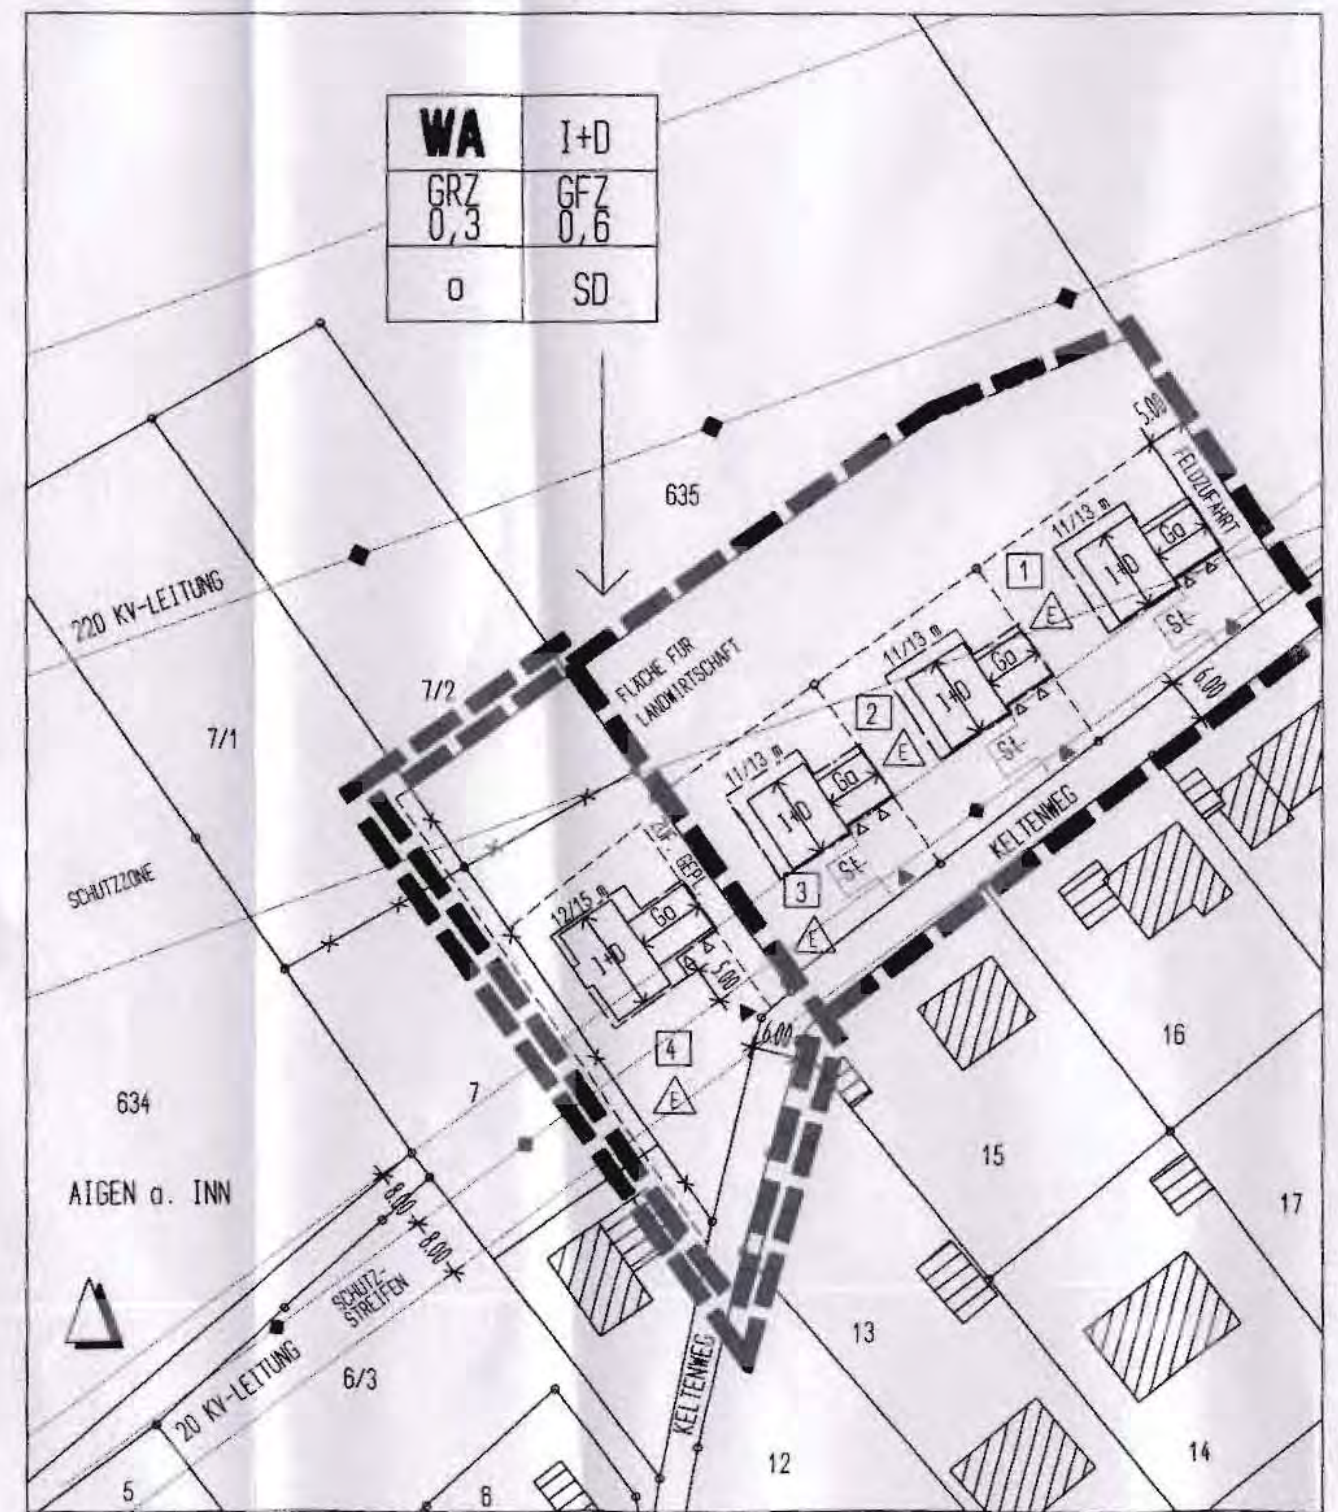 WA
I+D
GRZ
0,3
GFZ
0,6
o
SD
635
5.00
FELDZUFAHRT
11/13 m
Ga
I+D
1
E
St.
220 KV-LEITUNG
7/2
FLÄCHE FÜR
LANDWIRTSCHAFT
11/13 m
Ga
I+D
2
E
St.
6.00
7/1
11/13 m
Ga
I+D
3
E
St.
KELTENWEG
SCHUTZZONE
12/15 m
Ga
I+D
5.00
4
E
6.00
634
7
16
15
17
AIGEN a. INN
8.00
8.00
SCHUTZ-
STREIFEN
20 KV-LEITUNG
6/3
KELTENWEG
13
12
14
5